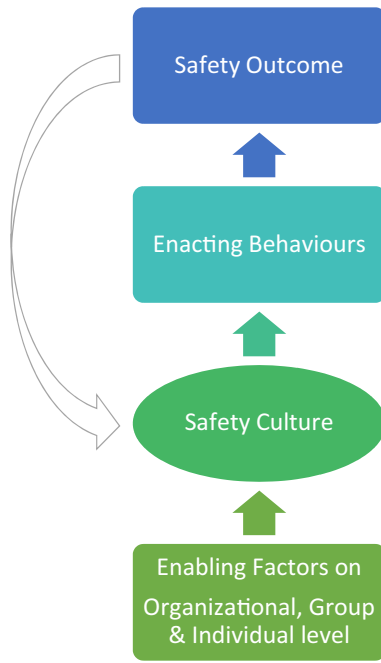 Safety Outcome
Enacting Behaviours
Safety Culture
Enabling Factors on
Organizational, Group
& Individual level